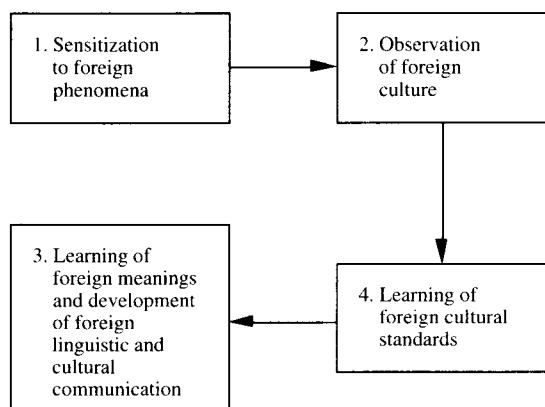 1. Sensitization
to foreign
phenomena
2. Observation
of foreign
culture
3. Learning of
foreign meanings
and development
of foreign
linguistic and
cultural
communication
4. Learning of
foreign cultural
standards